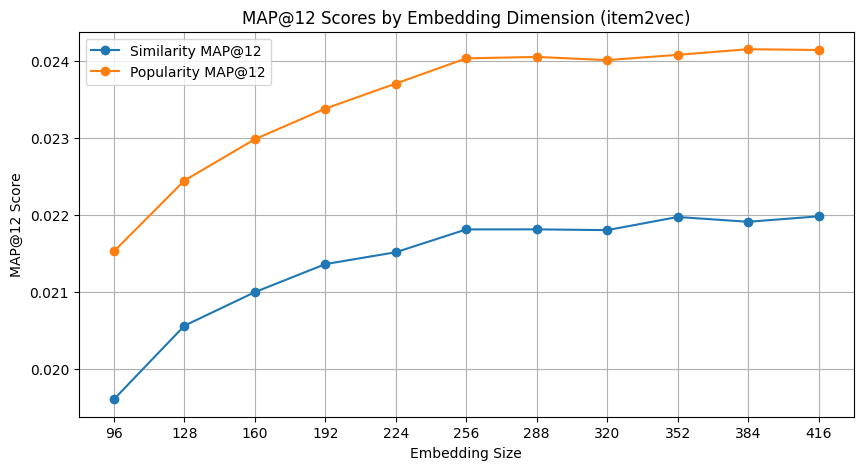 MAP@12 Scores by Embedding Dimension (item2vec)
Similarity MAP@12
Popularity MAP@12
MAP@12 Score
0.024
0.023
0.022
0.021
0.020
96 128 160 192 224 256 288 320 352 384 416
Embedding Size